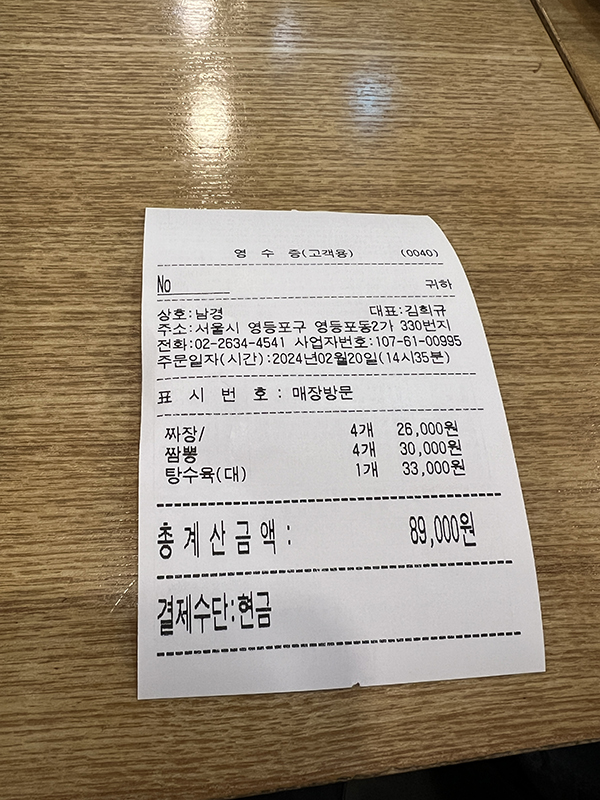 영 수 증(고객용) (0040)
No 귀하
상호:남경 대표:김희규
주소:서울시 영등포구 영등포동2가 330번지
전화:02-2634-4541 사업자번호:107-61-00995
주문일자(시간):2024년02월20일(14시35분)
표 시 번 호 : 매장방문
짜장/ 4개 26,000원
짬뽕 4개 30,000원
탕수육(대) 1개 33,000원
총 계 산 금 액 : 89,000원
결제수단:현금